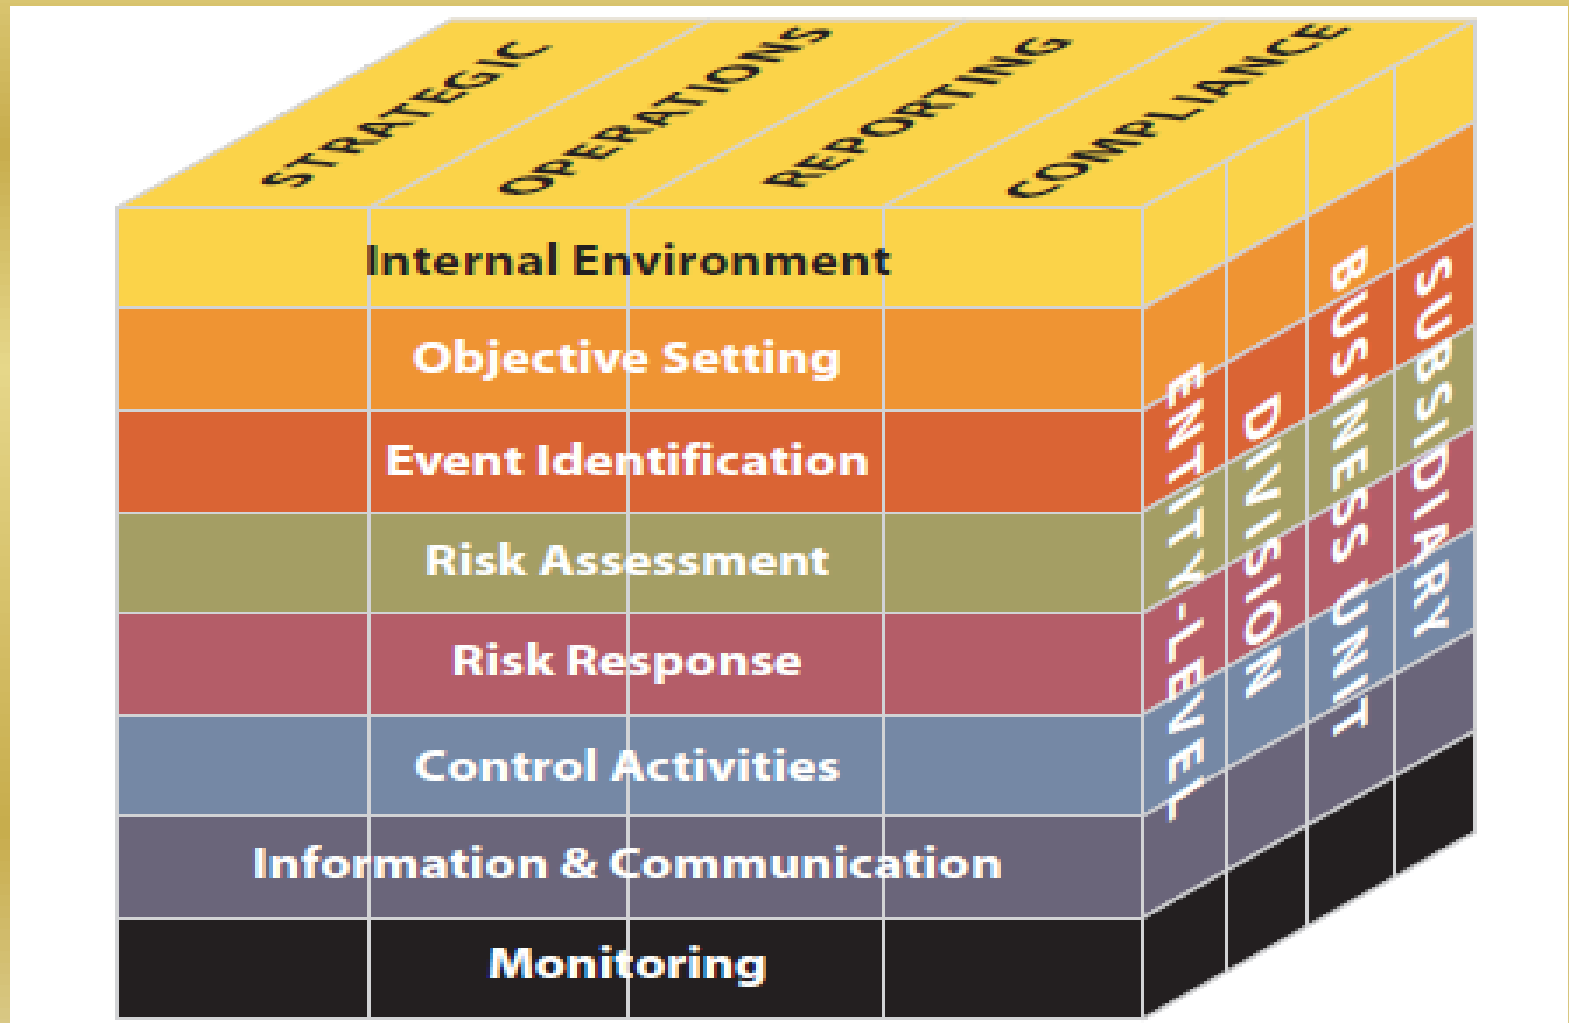 STRATEGIC
OPERATIONS
REPORTING
COMPLIANCE
Internal Environment
Objective Setting
Event Identification
Risk Assessment
Risk Response
Control Activities
Information & Communication
Monitoring
ENTITY-LEVEL
DIVISION
BUSINESS UNIT
SUBSIDIARY